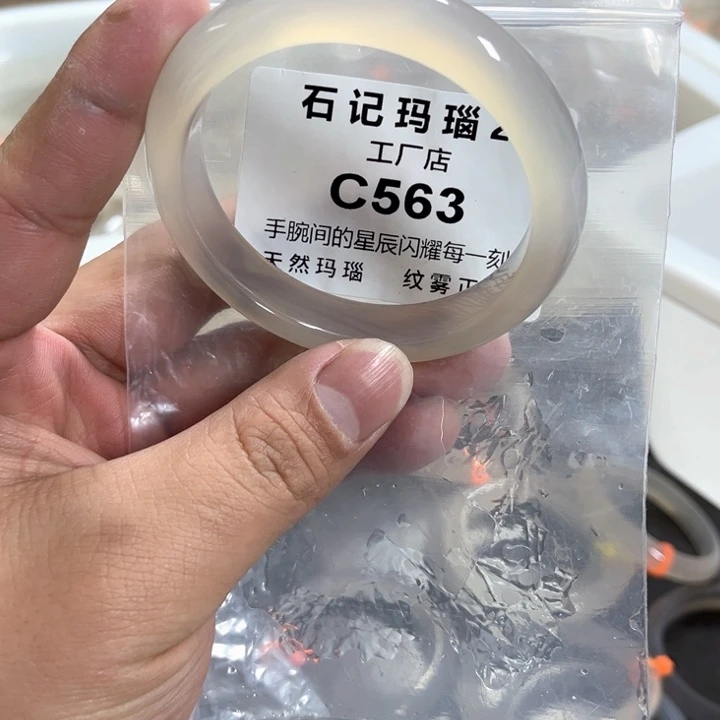 石记玛瑙
工厂店
C563
手腕间的星辰闪耀每一刻
天然玛瑙 纹雾正